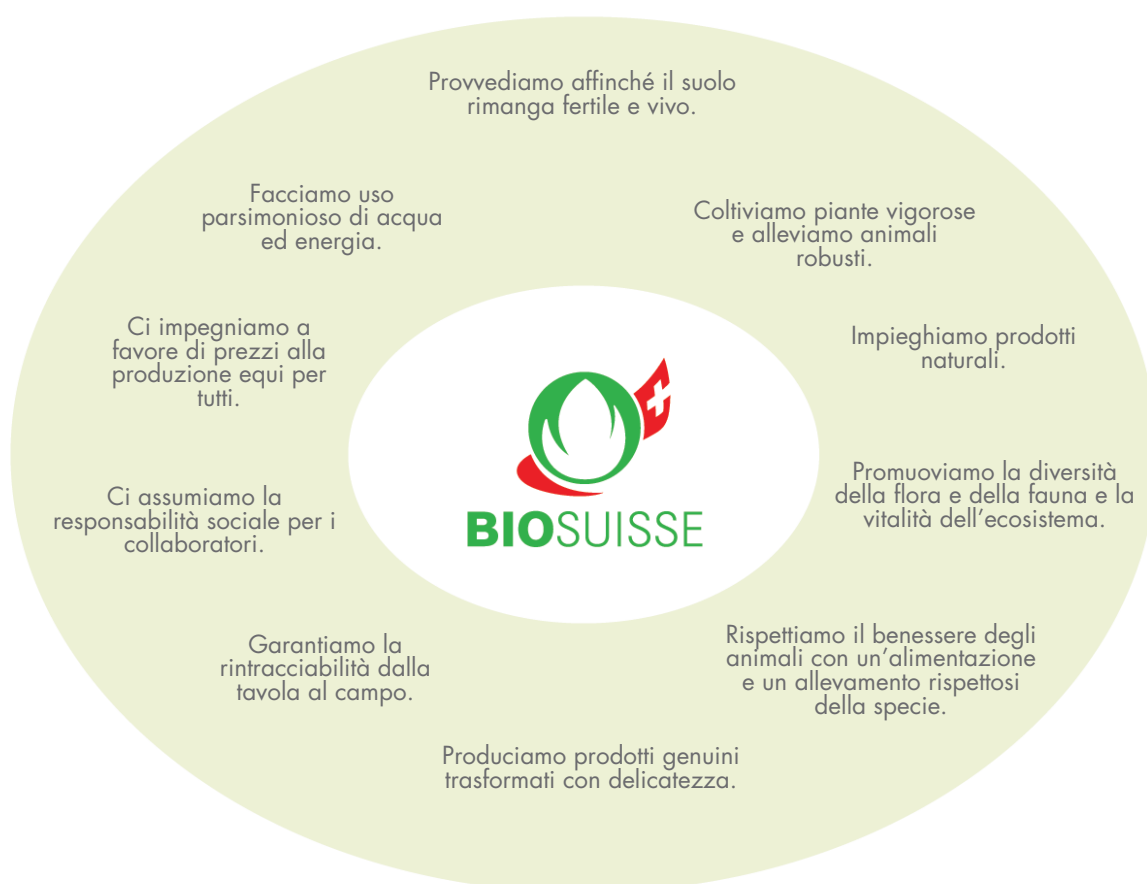 Provvediamo affinché il suolo
rimanga fertile e vivo.
Facciamo uso
parsimonioso di acqua
ed energia.
Coltiviamo piante vigorose
e alleviamo animali
robusti.
Ci impegniamo a
favore di prezzi alla
produzione equi per
tutti.
Impieghiamo prodotti
naturali.
BIOSUISSE
Ci assumiamo la
responsabilità sociale per i
collaboratori.
Promuoviamo la diversità
della flora e della fauna e la
vitalità dell’ecosistema.
Garantiamo la
rintracciabilità dalla
tavola al campo.
Rispettiamo il benessere degli
animali con un’alimentazione
e un allevamento rispettosi
della specie.
Produciamo prodotti genuini
trasformati con delicatezza.